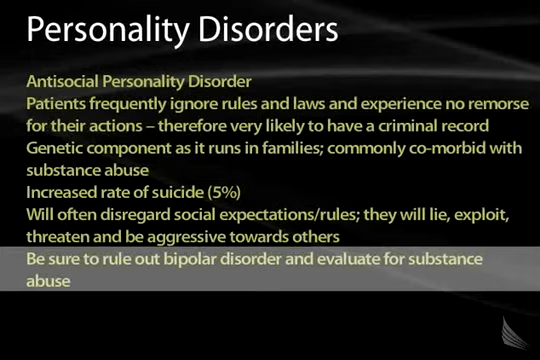 Personality Disorders
Antisocial Personality Disorder
Patients frequently ignore rules and laws and experience no remorse
for their actions – therefore very likely to have a criminal record
Genetic component as it runs in families; commonly co-morbid with
substance abuse
Increased rate of suicide (5%)
Will often disregard social expectations/rules; they will lie, exploit,
threaten and be aggressive towards others
Be sure to rule out bipolar disorder and evaluate for substance
abuse